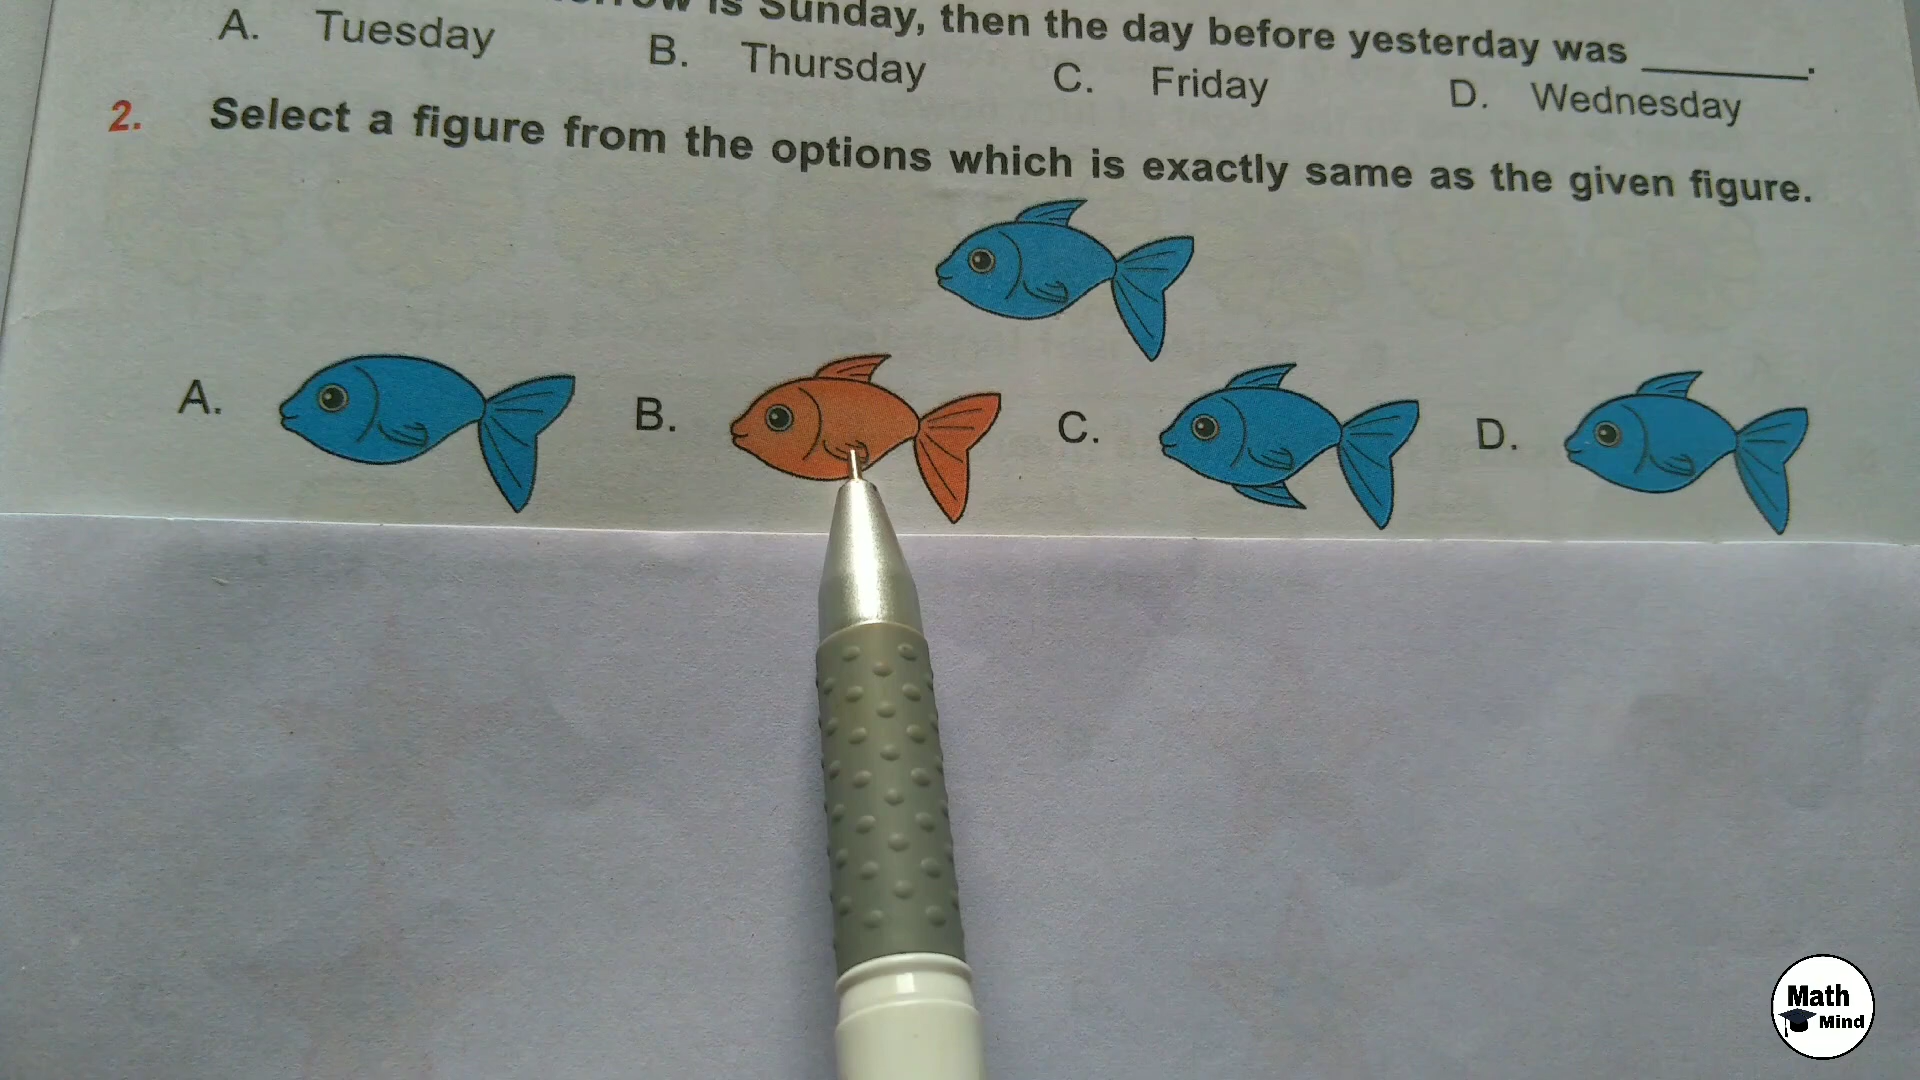 is Sunday, then the day before yesterday was ________.
A. Tuesday B. Thursday C. Friday D. Wednesday
2. Select a figure from the options which is exactly same as the given figure.
A. B. C. D.
Math
Mind